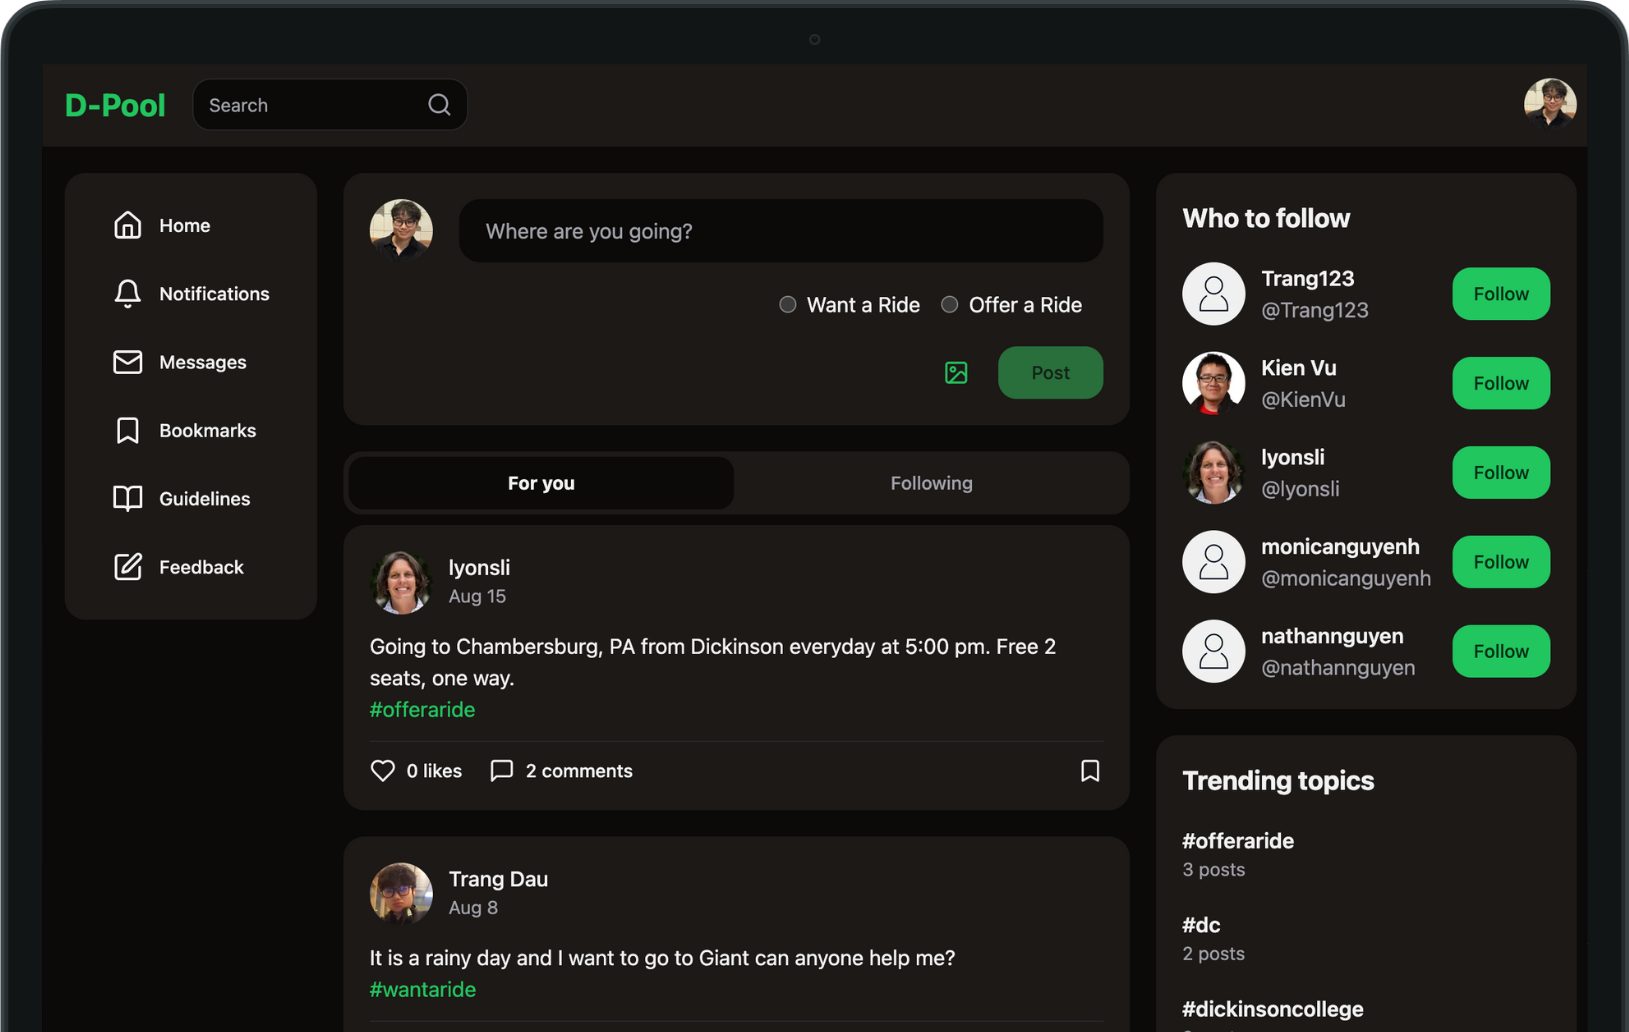 D-Pool
Search
Home
Notifications
Messages
Bookmarks
Guidelines
Feedback
Where are you going?
Want a Ride
Offer a Ride
Post
For you
Following
lyonsli
Aug 15
Going to Chambersburg, PA from Dickinson everyday at 5:00 pm. Free 2
seats, one way.
#offeraride
0 likes
2 comments
Trang Dau
Aug 8
It is a rainy day and I want to go to Giant can anyone help me?
#wantaride
Who to follow
Trang123
@Trang123
Follow
Kien Vu
@KienVu
Follow
lyonsli
@lyonsli
Follow
monicanguyenh
@monicanguyenh
Follow
nathannguyen
@nathannguyen
Follow
Trending topics
#offeraride
3 posts
#dc
2 posts
#dickinsoncollege